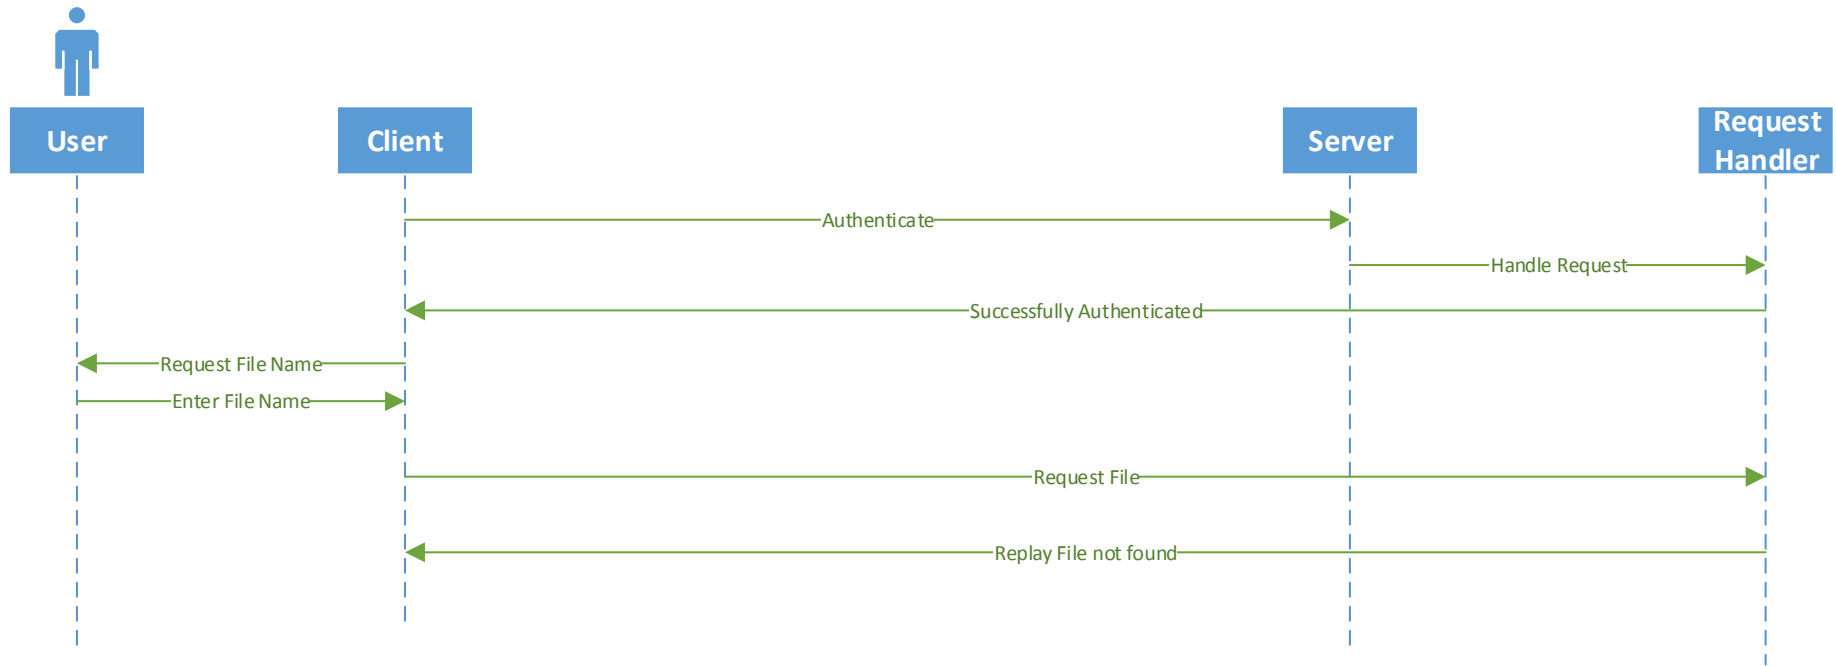 User
Client
Server
Request
Handler
Authenticate
Handle Request
Successfully Authenticated
Request File Name
Enter File Name
Request File
Replay File not found